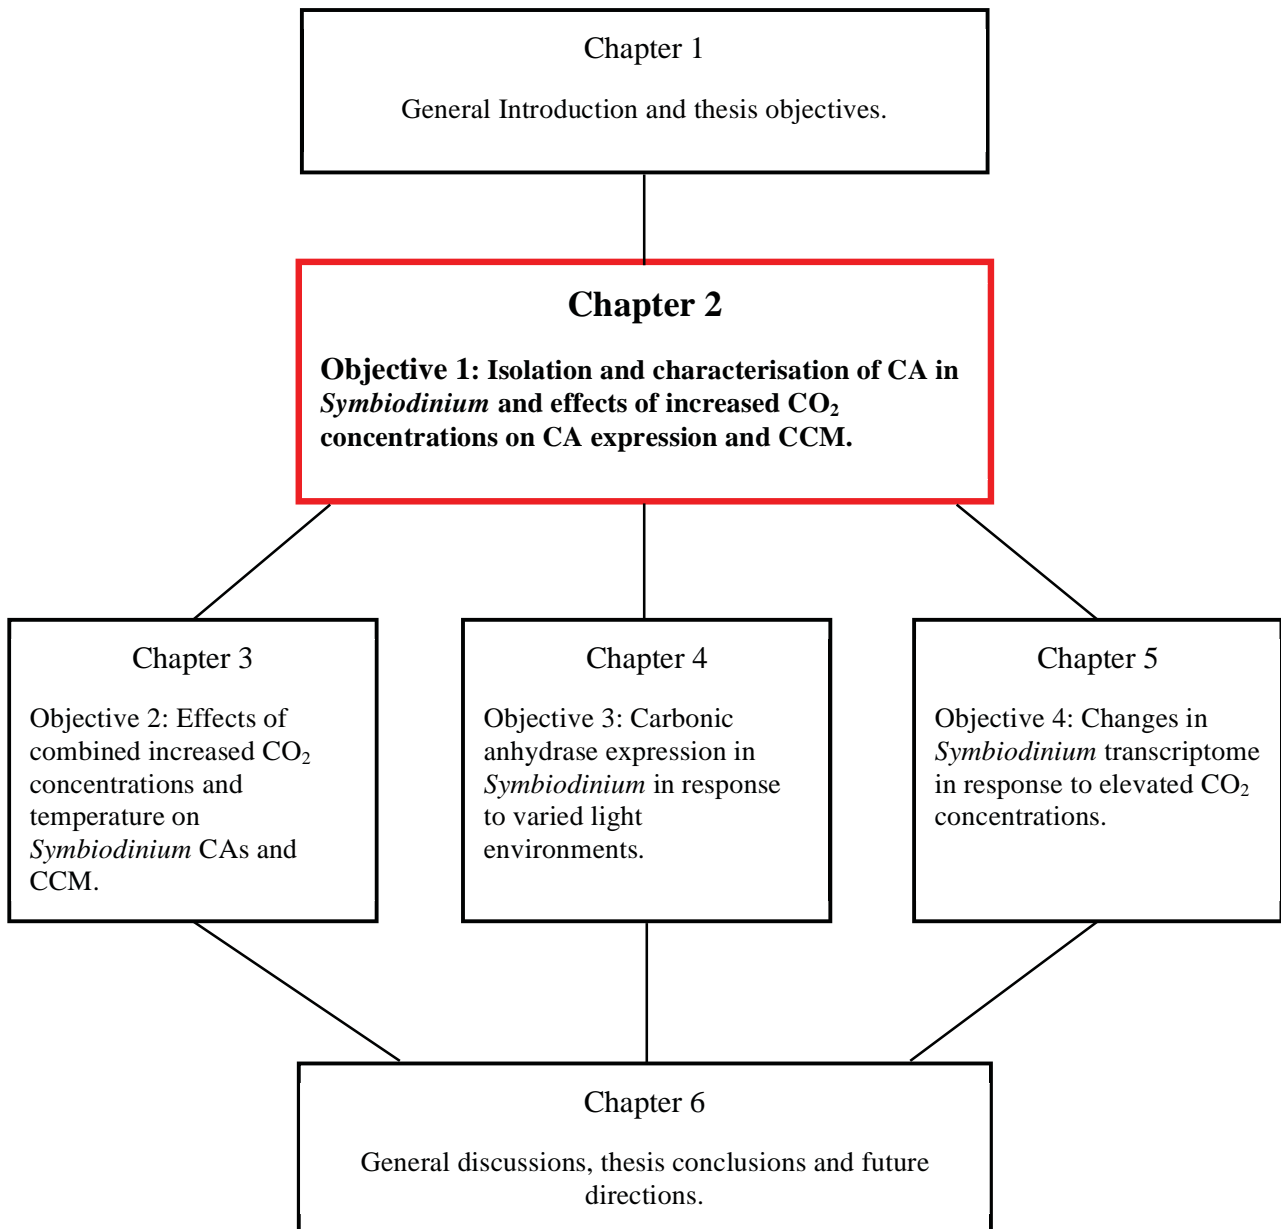 Chapter 1
General Introduction and thesis objectives.
Chapter 2
Objective 1: Isolation and characterisation of CA in
Symbiodinium and effects of increased CO₂
concentrations on CA expression and CCM.
Chapter 3
Objective 2: Effects of
combined increased CO₂
concentrations and
temperature on
Symbiodinium CAs and
CCM.
Chapter 4
Objective 3: Carbonic
anhydrase expression in
Symbiodinium in response
to varied light
environments.
Chapter 5
Objective 4: Changes in
Symbiodinium transcriptome
in response to elevated CO₂
concentrations.
Chapter 6
General discussions, thesis conclusions and future
directions.